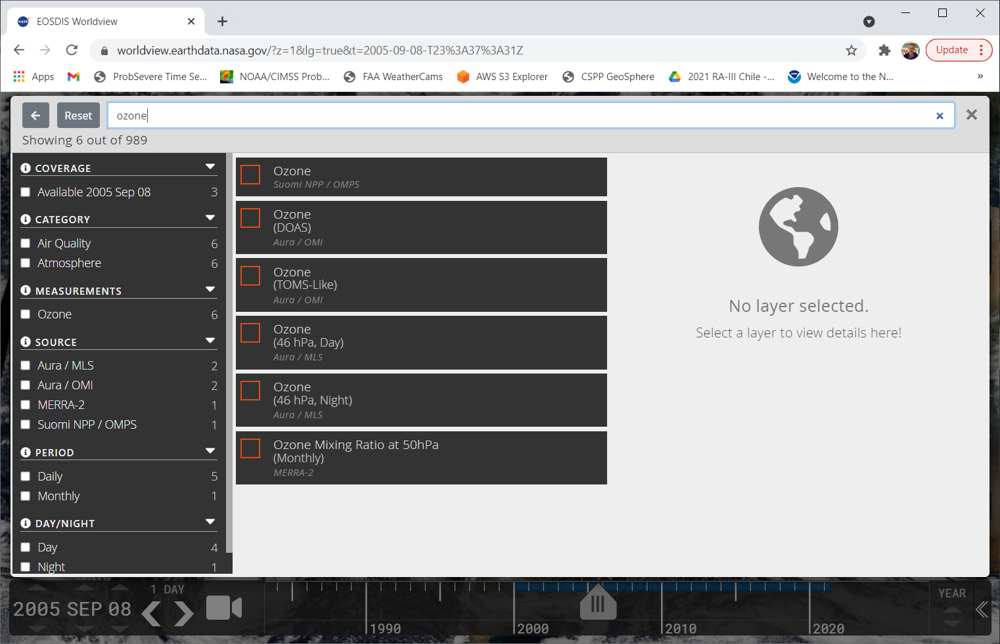 EOSDIS Worldview
worldview.earthdata.nasa.gov/?z=1&lg=true&t=2005-09-08-T23%3A37%3A31Z
Update
Apps
ProbSevere Time Se...
NOAA/CIMSS Prob...
FAA WeatherCams
AWS S3 Explorer
CSPP GeoSphere
2021 RA-III Chile -...
Welcome to the N...
»
Reset
ozone
Showing 6 out of 989
COVERAGE
Available 2005 Sep 08 3
CATEGORY
Air Quality 6
Atmosphere 6
MEASUREMENTS
Ozone 6
SOURCE
Aura / MLS 2
Aura / OMI 2
MERRA-2 1
Suomi NPP / OMPS 1
PERIOD
Daily 5
Monthly 1
DAY/NIGHT
Day 4
Night 1
Ozone
Suomi NPP / OMPS
Ozone
(DOAS)
Aura / OMI
Ozone
(TOMS-Like)
Aura / OMI
Ozone
(46 hPa, Day)
Aura / MLS
Ozone
(46 hPa, Night)
Aura / MLS
Ozone Mixing Ratio at 50hPa
(Monthly)
MERRA-2
No layer selected.
Select a layer to view details here!
2005 SEP 08
1 DAY
1990
2000
2010
2020
YEAR